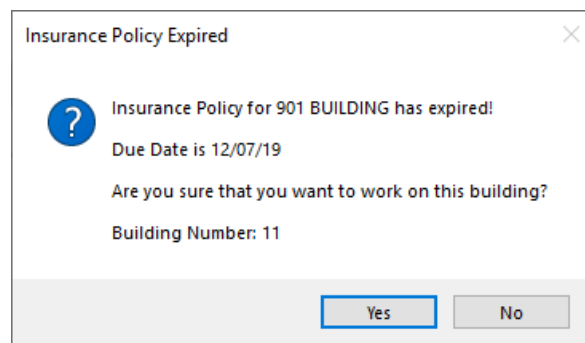 Insurance Policy Expired
Insurance Policy for 901 BUILDING has expired!
?
Due Date is 12/07/19
Are you sure that you want to work on this building?
Building Number: 11
Yes
No